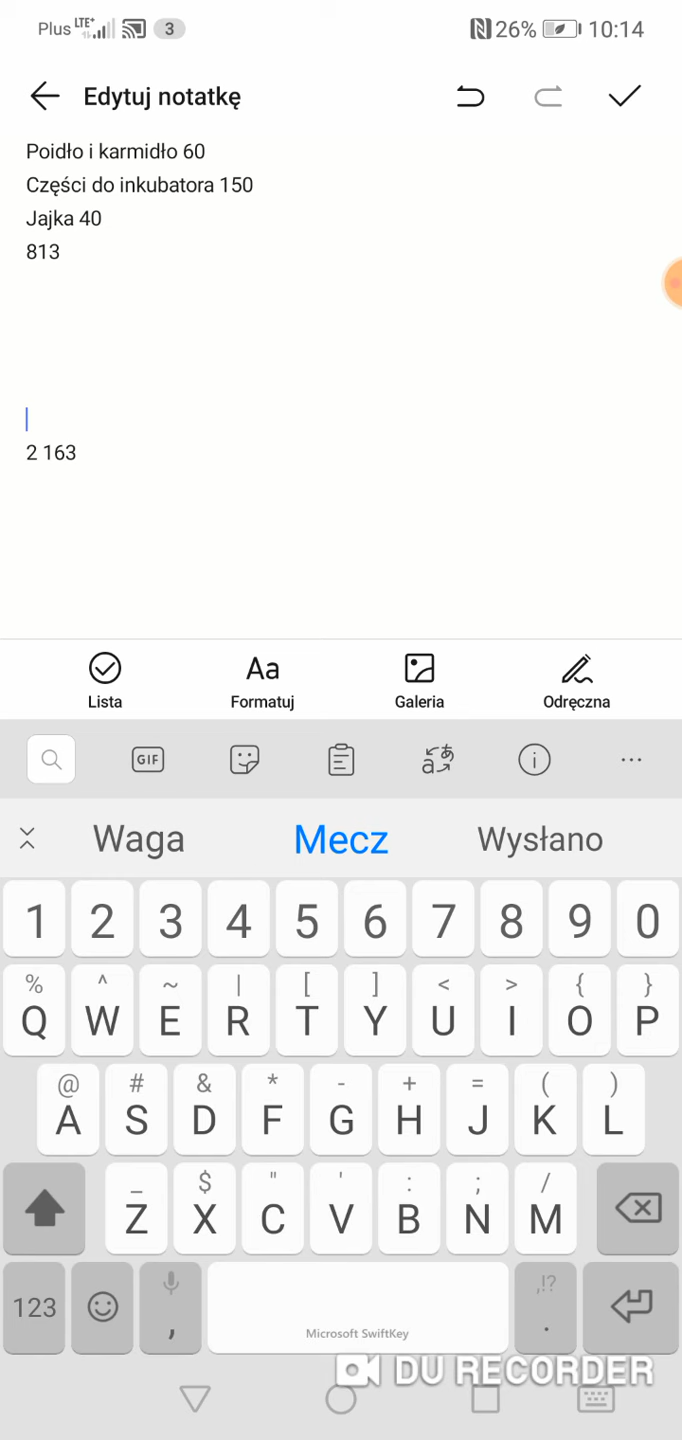 Plus LTE+ 3 26% 10:14
Edytuj notatkę
Poidło i karmidło 60
Części do inkubatora 150
Jajka 40
813
2 163
Lista Formatuj Galeria Odręczna
GIF
Waga Mecz Wysłano
1 2 3 4 5 6 7 8 9 0
% ^ ~ | [ ] < > { }
Q W E R T Y U I O P
@ # & * - + = ( )
A S D F G H J K L
_ $ " ' : ; /
Z X C V B N M
,!?
123 , Microsoft SwiftKey .
DU RECORDER